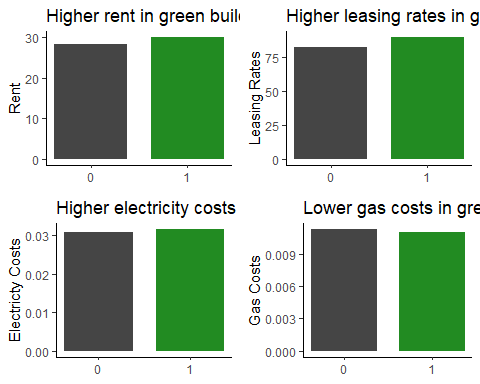 Higher rent in green buil
Rent
30
20
10
0
0 1
Higher leasing rates in g
Leasing Rates
75
50
25
0
0 1
Higher electricity costs
Electricty Costs
0.03
0.02
0.01
0.00
0 1
Lower gas costs in gre
Gas Costs
0.009
0.006
0.003
0.000
0 1